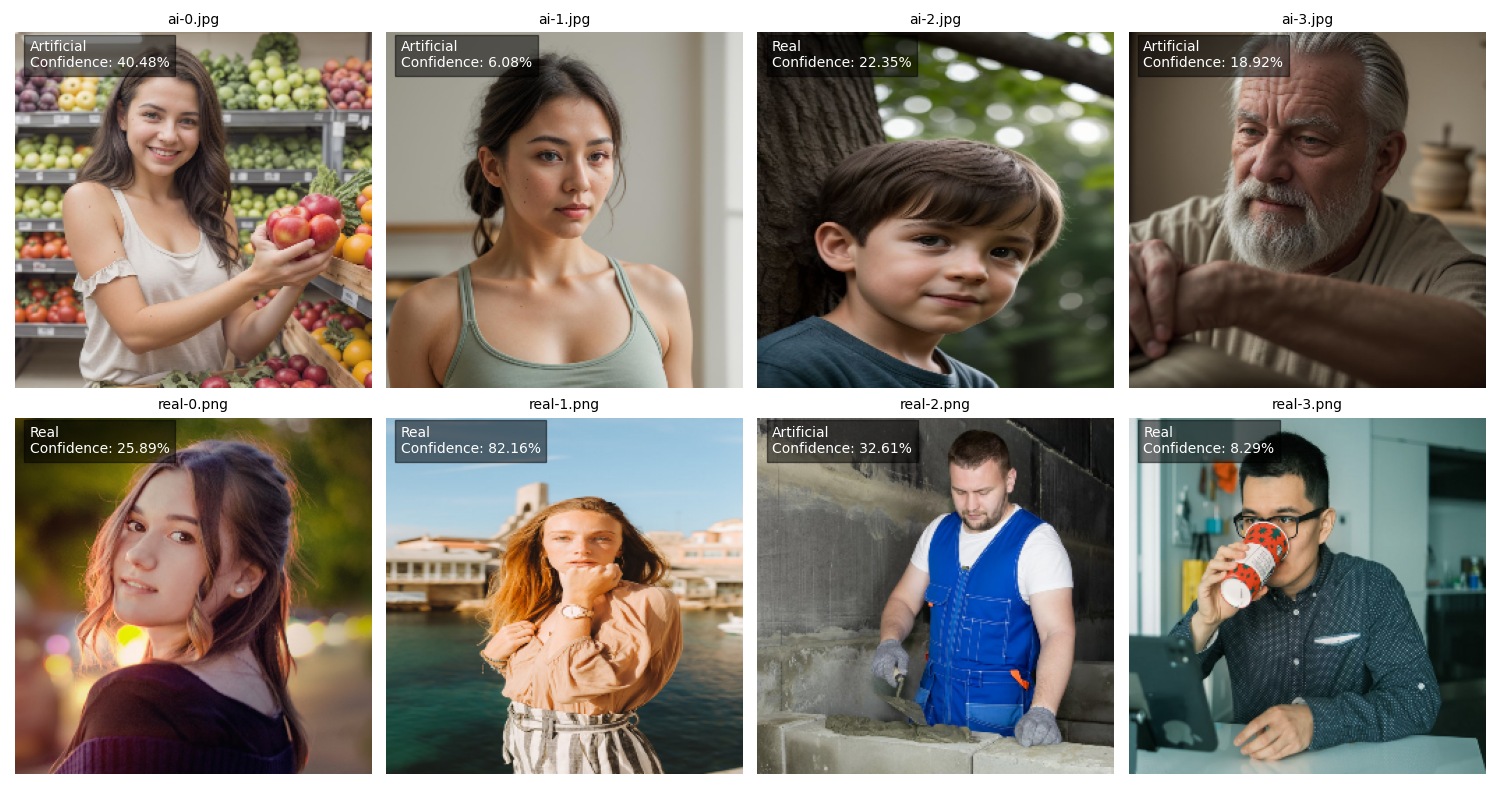 ai-0.jpg
Artificial
Confidence: 40.48%
ai-1.jpg
Artificial
Confidence: 6.08%
ai-2.jpg
Real
Confidence: 22.35%
ai-3.jpg
Artificial
Confidence: 18.92%
real-0.png
Real
Confidence: 25.89%
real-1.png
Real
Confidence: 82.16%
real-2.png
Artificial
Confidence: 32.61%
real-3.png
Real
Confidence: 8.29%